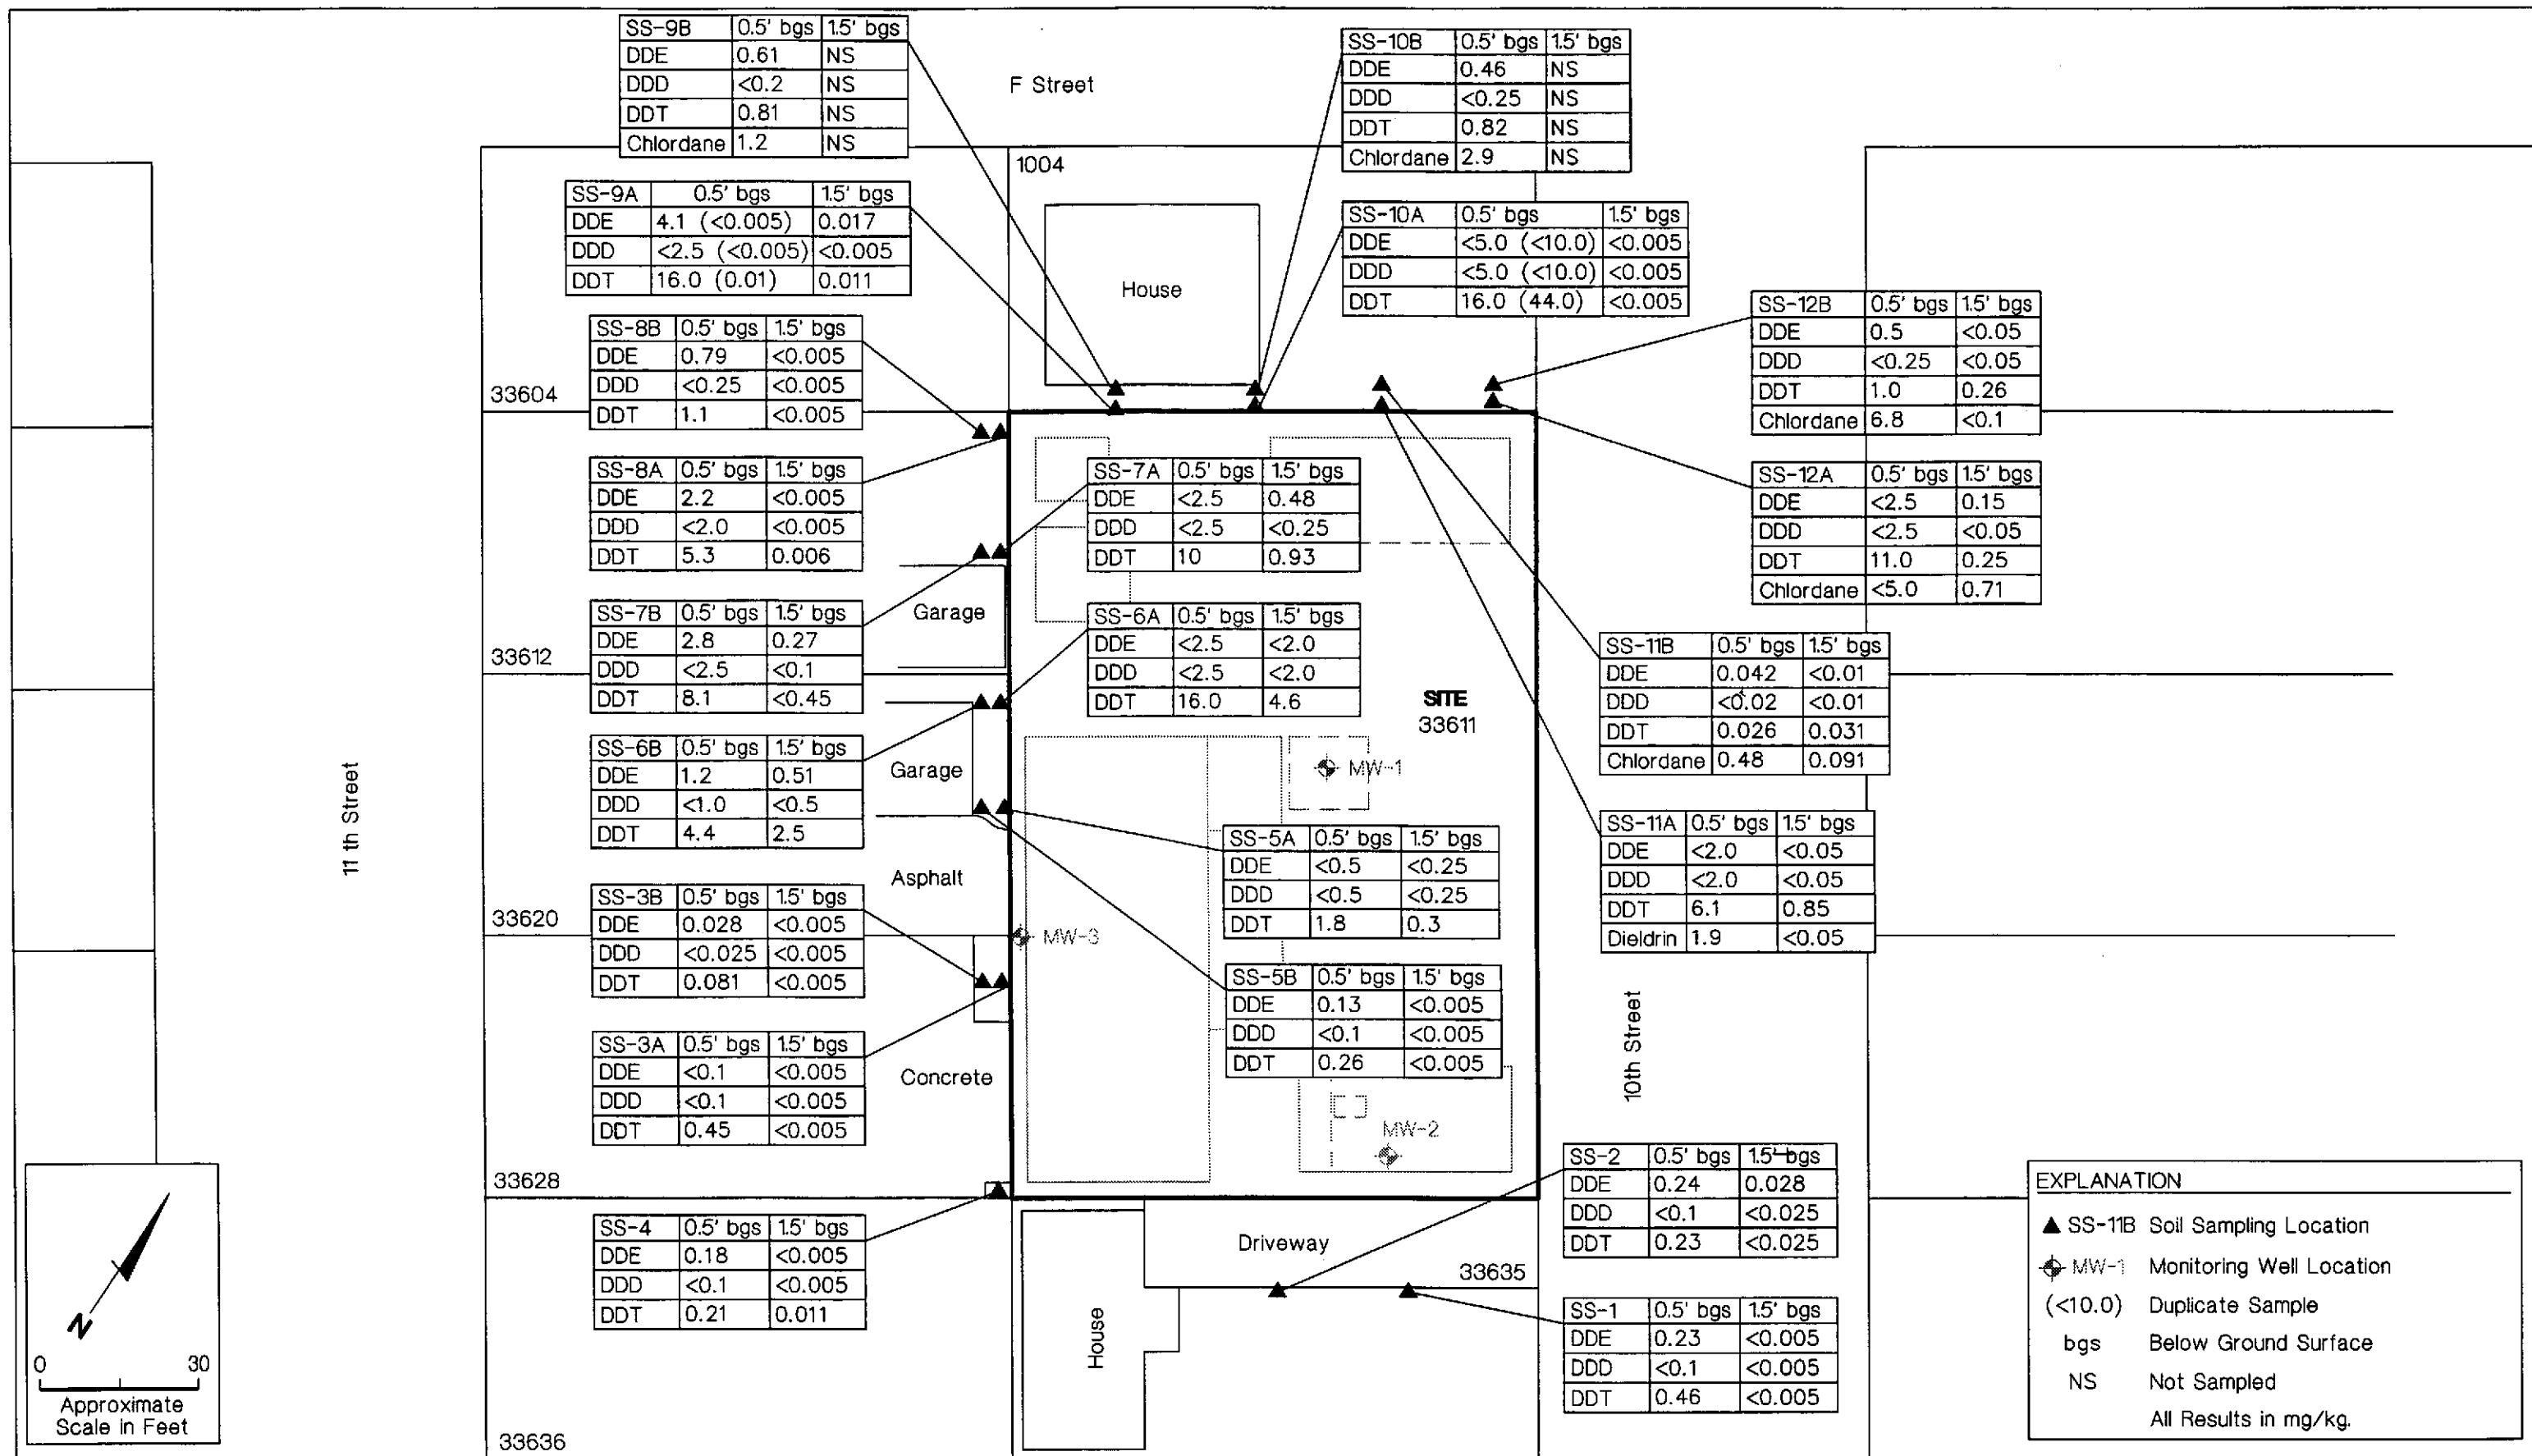 SS-9B 0.5' bgs 1.5' bgs
DDE 0.61 NS
DDD <0.2 NS
DDT 0.81 NS
Chlordane 1.2 NS
F Street
SS-10B 0.5' bgs 1.5' bgs
DDE 0.46 NS
DDD <0.25 NS
DDT 0.82 NS
Chlordane 2.9 NS
1004
SS-9A 0.5' bgs 1.5' bgs
DDE 4.1 (<0.005) 0.017
DDD <2.5 (<0.005) <0.005
DDT 16.0 (0.01) 0.011
House
SS-10A 0.5' bgs 1.5' bgs
DDE <5.0 (<10.0) <0.005
DDD <5.0 (<10.0) <0.005
DDT 16.0 (44.0) <0.005
SS-12B 0.5' bgs 1.5' bgs
DDE 0.5 <0.05
DDD <0.25 <0.05
DDT 1.0 0.26
Chlordane 6.8 <0.1
SS-8B 0.5' bgs 1.5' bgs
DDE 0.79 <0.005
DDD <0.25 <0.005
DDT 1.1 <0.005
33604
SS-8A 0.5' bgs 1.5' bgs
DDE 2.2 <0.005
DDD <2.0 <0.005
DDT 5.3 0.006
SS-7A 0.5' bgs 1.5' bgs
DDE <2.5 0.48
DDD <2.5 <0.25
DDT 10 0.93
SS-12A 0.5' bgs 1.5' bgs
DDE <2.5 0.15
DDD <2.5 <0.05
DDT 11.0 0.25
Chlordane <5.0 0.71
SS-7B 0.5' bgs 1.5' bgs
DDE 2.8 0.27
DDD <2.5 <0.1
DDT 8.1 <0.45
Garage
33612
SS-6A 0.5' bgs 1.5' bgs
DDE <2.5 <2.0
DDD <2.5 <2.0
DDT 16.0 4.6
SITE
33611
SS-11B 0.5' bgs 1.5' bgs
DDE 0.042 <0.01
DDD <0.02 <0.01
DDT 0.026 0.031
Chlordane 0.48 0.091
SS-6B 0.5' bgs 1.5' bgs
DDE 1.2 0.51
DDD <1.0 <0.5
DDT 4.4 2.5
Garage
MW-1
11 th Street
SS-5A 0.5' bgs 1.5' bgs
DDE <0.5 <0.25
DDD <0.5 <0.25
DDT 1.8 0.3
SS-11A 0.5' bgs 1.5' bgs
DDE <2.0 <0.05
DDD <2.0 <0.05
DDT 6.1 0.85
Dieldrin 1.9 <0.05
Asphalt
SS-3B 0.5' bgs 1.5' bgs
DDE 0.028 <0.005
DDD <0.025 <0.005
DDT 0.081 <0.005
33620
MW-3
SS-5B 0.5' bgs 1.5' bgs
DDE 0.13 <0.005
DDD <0.1 <0.005
DDT 0.26 <0.005
10th Street
SS-3A 0.5' bgs 1.5' bgs
DDE <0.1 <0.005
DDD <0.1 <0.005
DDT 0.45 <0.005
Concrete
MW-2
33628
SS-4 0.5' bgs 1.5' bgs
DDE 0.18 <0.005
DDD <0.1 <0.005
DDT 0.21 0.011
SS-2 0.5' bgs 1.5' bgs
DDE 0.24 0.028
DDD <0.1 <0.025
DDT 0.23 <0.025
Driveway
33635
House
SS-1 0.5' bgs 1.5' bgs
DDE 0.23 <0.005
DDD <0.1 <0.005
DDT 0.46 <0.005
33636
N
0 30
Approximate
Scale in Feet
EXPLANATION
SS-11B Soil Sampling Location
MW-1 Monitoring Well Location
(<10.0) Duplicate Sample
bgs Below Ground Surface
NS Not Sampled
All Results in mg/kg.